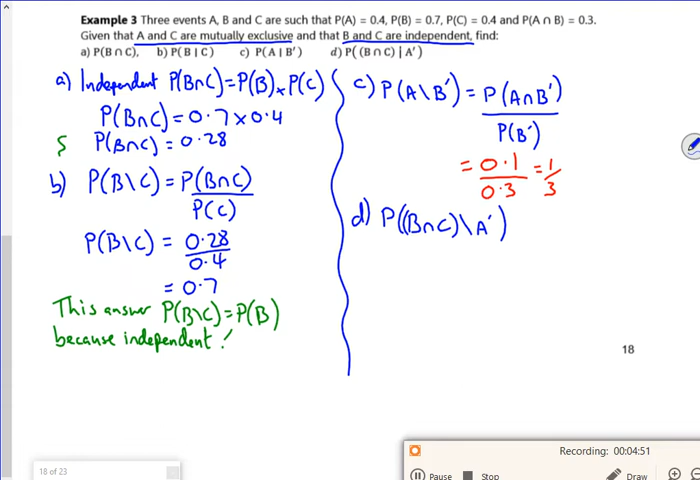 Example 3 Three events A, B and C are such that P(A) = 0.4, P(B) = 0.7, P(C) = 0.4 and P(A ∩ B) = 0.3.
Given that A and C are mutually exclusive and that B and C are independent, find:
a) P(B ∩ C), b) P(B | C) c) P(A | B′) d) P( (B ∩ C) | A′)
a) Independent P(B∩C) = P(B) × P(C)
P(B∩C) = 0.7 × 0.4
P(B∩C) = 0.28
b) P(B\C) = P(B∩C)
P(C)
P(B\C) = 0.28
0.4
= 0.7
This answer P(B\C) = P(B)
because independent!
c) P(A\B′) = P(A∩B′)
P(B′)
= 0.1 = 1
0.3 3
d) P((B∩C)\A′)
18
18 of 23
Recording: 00:04:51
Pause Stop Draw